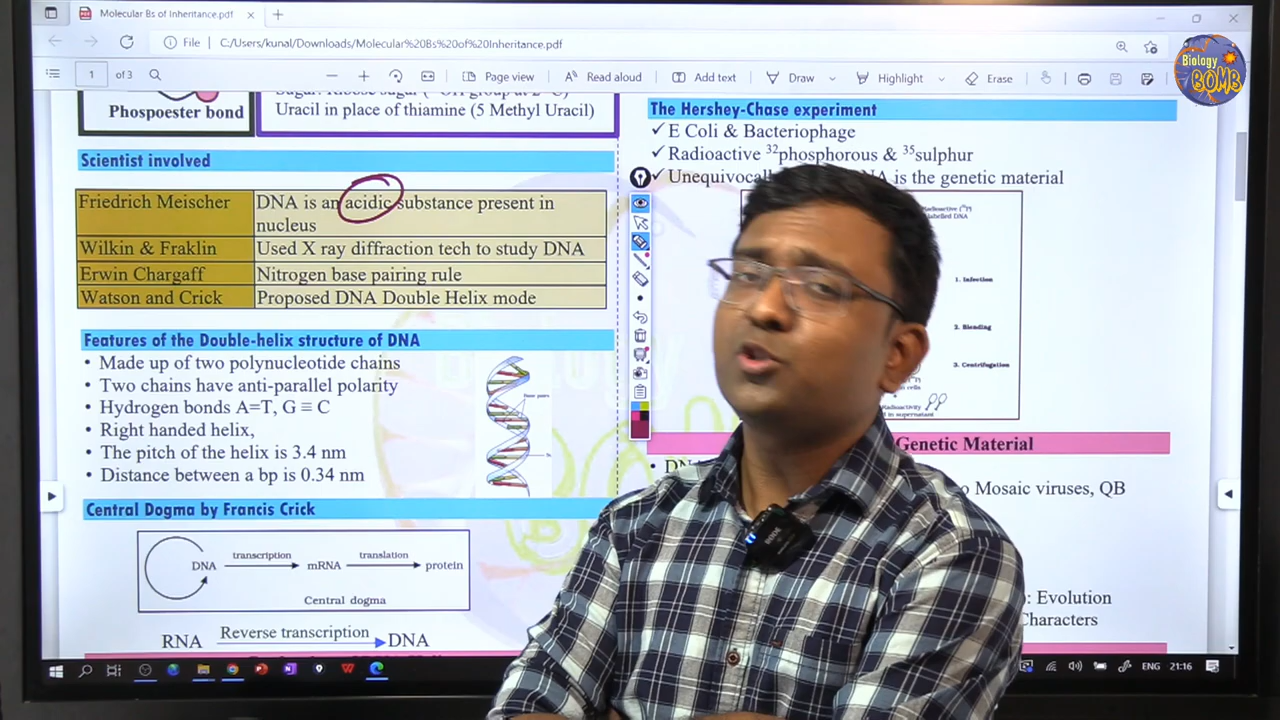 Molecular Bs of Inheritance.pdf
File
C:/Users/kunal/Downloads/Molecular%20Bs%20of%20Inheritance.pdf
1 of 3
Page view
Read aloud
Add text
Draw
Highlight
Erase
Biology
BOMB
Phospoester bond
Uracil in place of thiamine (5 Methyl Uracil)
Scientist involved
Friedrich Meischer DNA is an acidic substance present in
nucleus
Wilkin & Fraklin Used X ray diffraction tech to study DNA
Erwin Chargaff Nitrogen base pairing rule
Watson and Crick Proposed DNA Double Helix mode
Features of the Double-helix structure of DNA
• Made up of two polynucleotide chains
• Two chains have anti-parallel polarity
• Hydrogen bonds A=T, G ≡ C
• Right handed helix,
• The pitch of the helix is 3.4 nm
• Distance between a bp is 0.34 nm
Base pairs
Central Dogma by Francis Crick
DNA transcription mRNA translation protein
Central dogma
RNA Reverse transcription DNA
The Hershey-Chase experiment
✓E Coli & Bacteriophage
✓Radioactive ³²phosphorous & ³⁵sulphur
✓ is the genetic material
Radioactive (³²P)
labelled DNA
1. Infection
2. Blending
3. Centrifugation
Radioactivity
in supernatant
Genetic Material
Mosaic viruses, QB
: Evolution
Characters
ENG 21:16